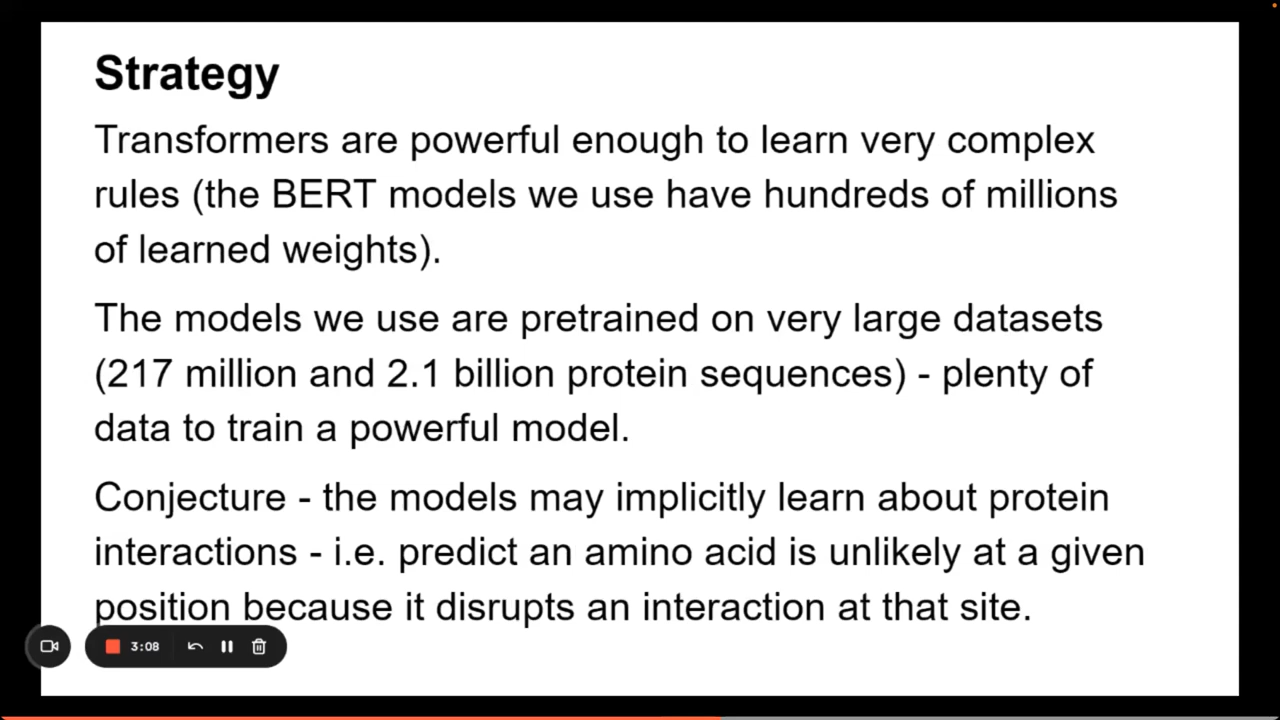 Strategy
Transformers are powerful enough to learn very complex
rules (the BERT models we use have hundreds of millions
of learned weights).
The models we use are pretrained on very large datasets
(217 million and 2.1 billion protein sequences) - plenty of
data to train a powerful model.
Conjecture - the models may implicitly learn about protein
interactions - i.e. predict an amino acid is unlikely at a given
position because it disrupts an interaction at that site.
3:08